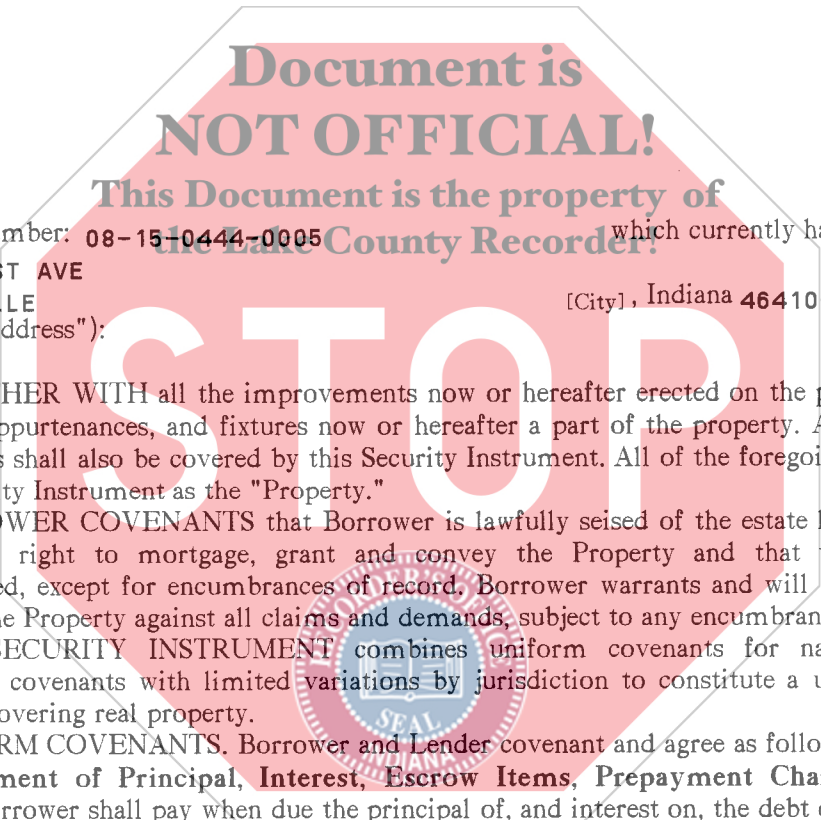 Document is
NOT OFFICIAL!
This Document is the property of
the Lake County Recorder!
mber: 08-15-0444-0005 which currently ha
ST AVE
LLE [City], Indiana 46410
ddress"):
STOP
HER WITH all the improvements now or hereafter erected on the p
ppurtenances, and fixtures now or hereafter a part of the property. A
s shall also be covered by this Security Instrument. All of the foregoi
ty Instrument as the "Property."
OWER COVENANTS that Borrower is lawfully seised of the estate h
right to mortgage, grant and convey the Property and that
ed, except for encumbrances of record. Borrower warrants and will
e Property against all claims and demands, subject to any encumbran
SECURITY INSTRUMENT combines uniform covenants for na
covenants with limited variations by jurisdiction to constitute a u
overing real property.
RM COVENANTS. Borrower and Lender covenant and agree as follo
ment of Principal, Interest, Escrow Items, Prepayment Cha
rrower shall pay when due the principal of, and interest on, the debt
RECORDER'S OFFICE
SEAL
INDIANA